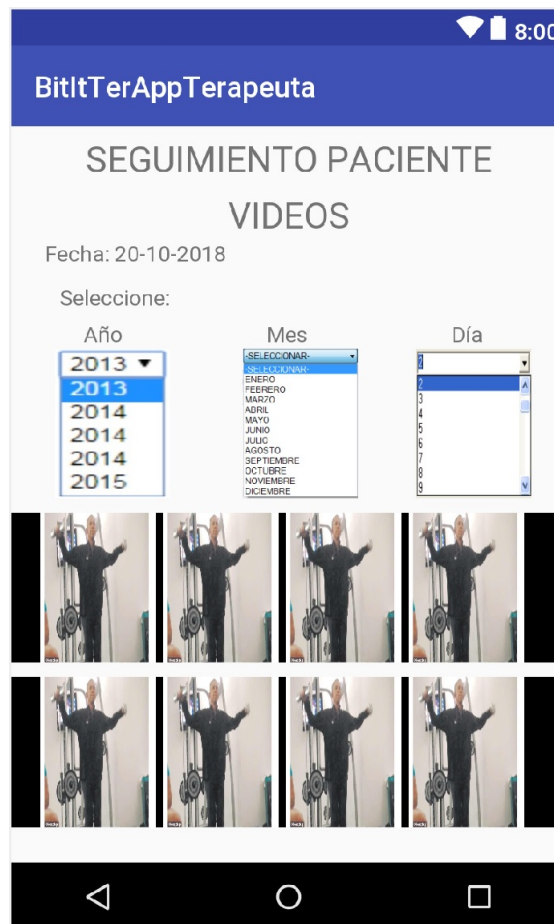 8:00
BitItTerAppTerapeuta
SEGUIMIENTO PACIENTE
VIDEOS
Fecha: 20-10-2018
Seleccione:
Año Mes Día
2013
2013
2014
2014
2014
2015
-SELECCIONAR-
-SELECCIONAR-
ENERO
FEBRERO
MARZO
ABRIL
MAYO
JUNIO
JULIO
AGOSTO
SEPTIEMBRE
OCTUBRE
NOVIEMBRE
DICIEMBRE
2
2
3
4
5
6
7
8
9